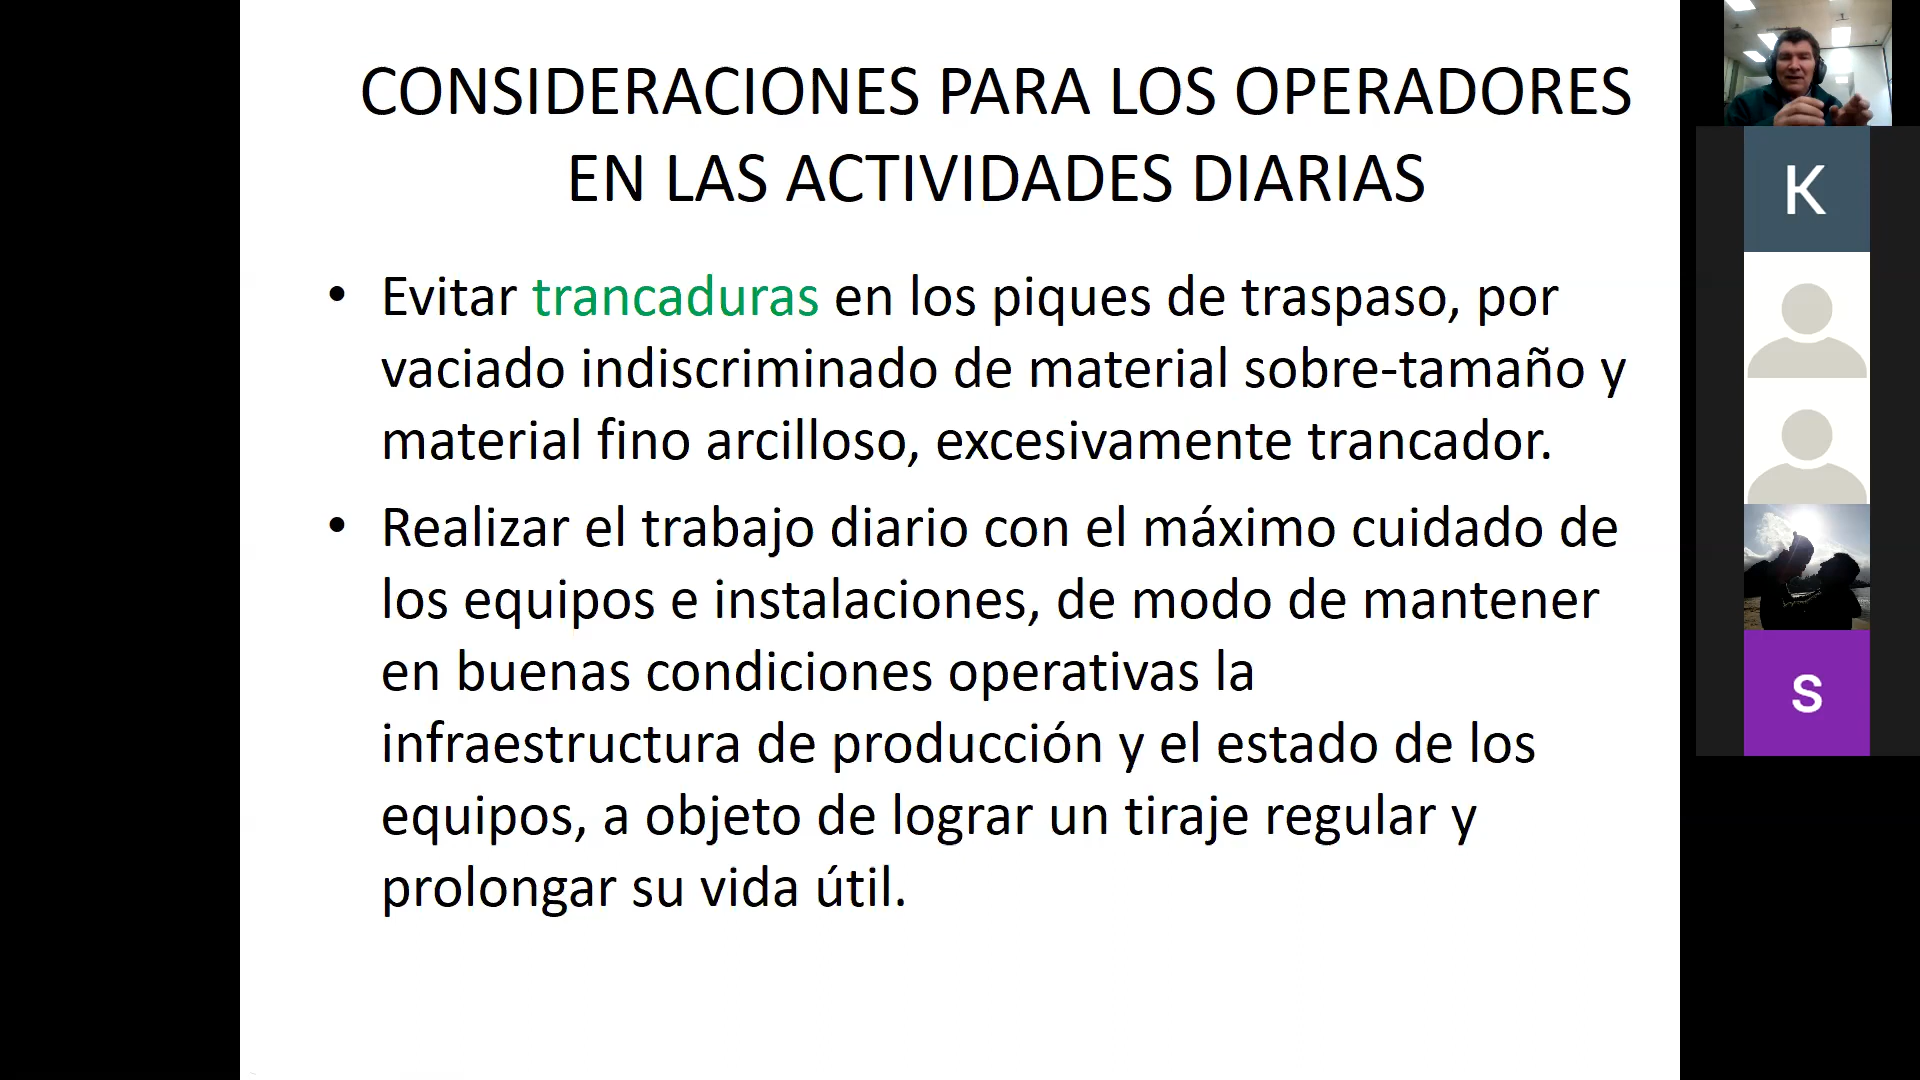 CONSIDERACIONES PARA LOS OPERADORES
EN LAS ACTIVIDADES DIARIAS
• Evitar trancaduras en los piques de traspaso, por
vaciado indiscriminado de material sobre-tamaño y
material fino arcilloso, excesivamente trancador.
• Realizar el trabajo diario con el máximo cuidado de
los equipos e instalaciones, de modo de mantener
en buenas condiciones operativas la
infraestructura de producción y el estado de los
equipos, a objeto de lograr un tiraje regular y
prolongar su vida útil.
K
S